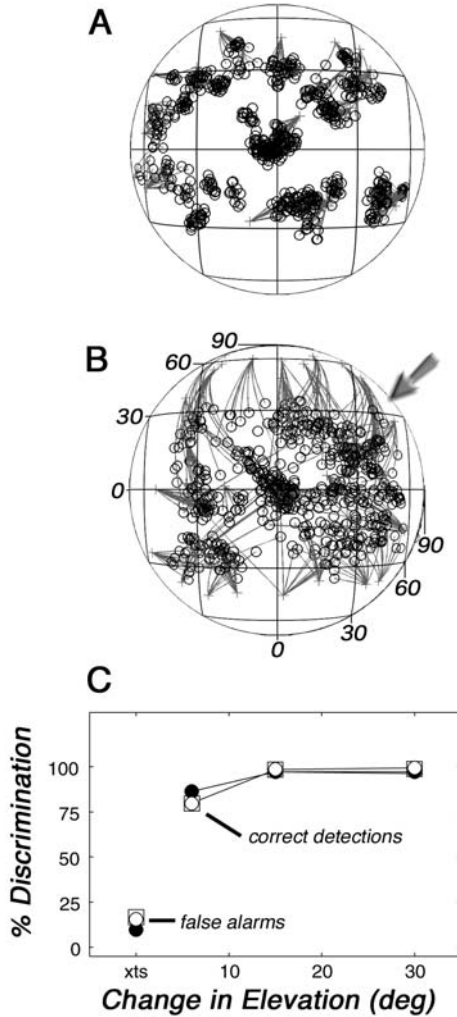 A
B
90
60
30
0
90
60
30
0
C
% Discrimination
100
75
50
25
0
correct detections
false alarms
xts
10
20
30
Change in Elevation (deg)